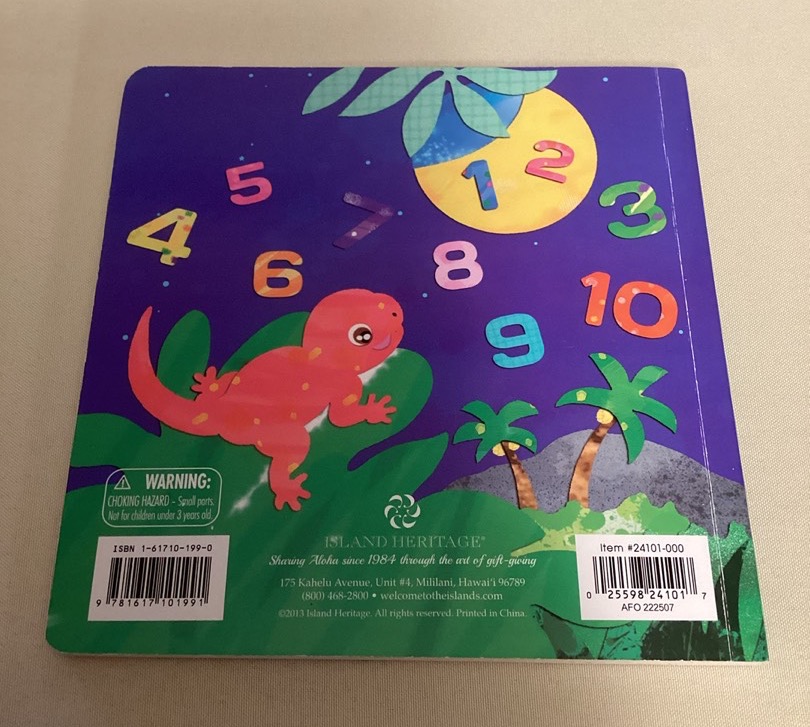 1 2
5
3
4
7
6
8
10
9
WARNING:
CHOKING HAZARD - Small parts.
Not for children under 3 years old.
ISLAND HERITAGE®
Sharing Aloha since 1984 through the art of gift-giving
175 Kahelu Avenue, Unit #4, Mililani, Hawai'i 96789
(800) 468-2800 • welcometotheislands.com
©2013 Island Heritage. All rights reserved. Printed in China.
ISBN 1-61710-199-0
9 781617 101991
Item #24101-000
0 25598 24101 7
AFO 222507